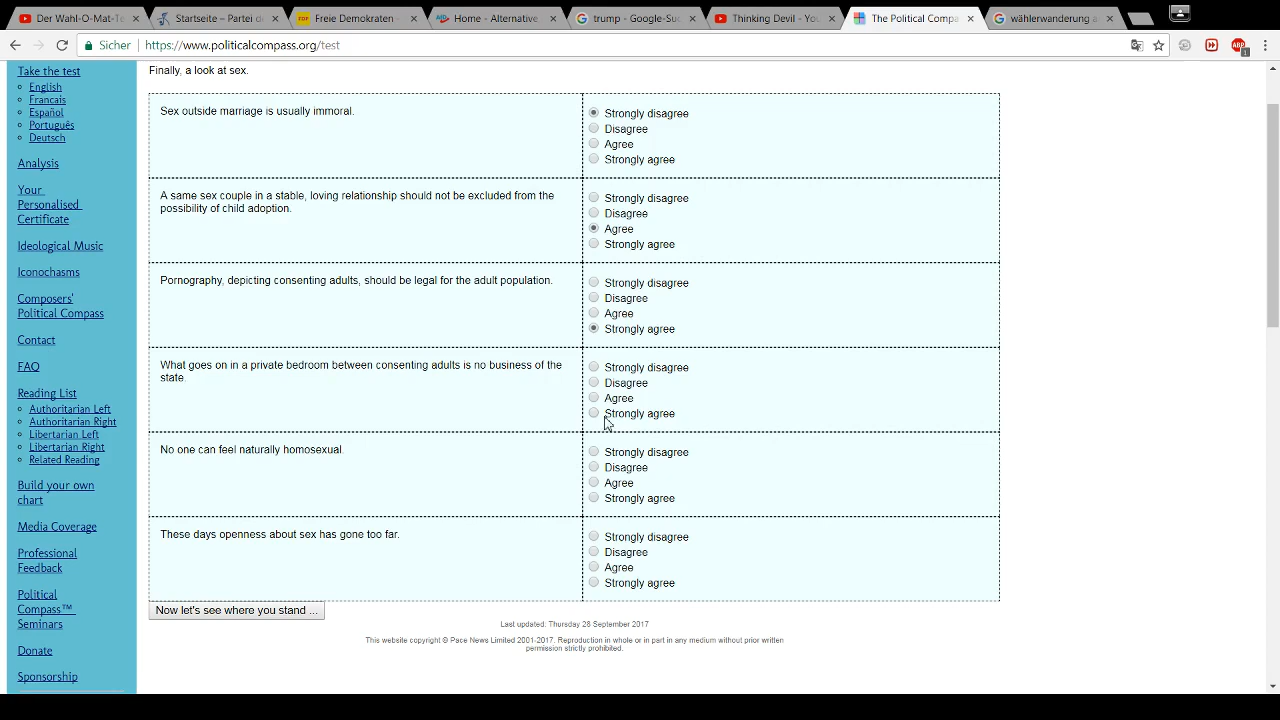 Der Wahl-O-Mat-Te
Startseite – Partei de
FDP
Freie Demokraten -
Home - Alternative
trump - Google-Suc
Thinking Devil - You
The Political Compa
wählerwanderung a
Sicher
https://www.politicalcompass.org/test
ABP
1
Take the test
English
Francais
Español
Português
Deutsch
Analysis
Your
Personalised
Certificate
Ideological Music
Iconochasms
Composers'
Political Compass
Contact
FAQ
Reading List
Authoritarian Left
Authoritarian Right
Libertarian Left
Libertarian Right
Related Reading
Build your own
chart
Media Coverage
Professional
Feedback
Political
Compass™
Seminars
Donate
Sponsorship
Finally, a look at sex.
Sex outside marriage is usually immoral.
Strongly disagree
Disagree
Agree
Strongly agree
A same sex couple in a stable, loving relationship should not be excluded from the
possibility of child adoption.
Strongly disagree
Disagree
Agree
Strongly agree
Pornography, depicting consenting adults, should be legal for the adult population.
Strongly disagree
Disagree
Agree
Strongly agree
What goes on in a private bedroom between consenting adults is no business of the
state.
Strongly disagree
Disagree
Agree
Strongly agree
No one can feel naturally homosexual.
Strongly disagree
Disagree
Agree
Strongly agree
These days openness about sex has gone too far.
Strongly disagree
Disagree
Agree
Strongly agree
Now let's see where you stand ...
Last updated: Thursday 28 September 2017
This website copyright © Pace News Limited 2001-2017. Reproduction in whole or in part in any medium without prior written
permission strictly prohibited.